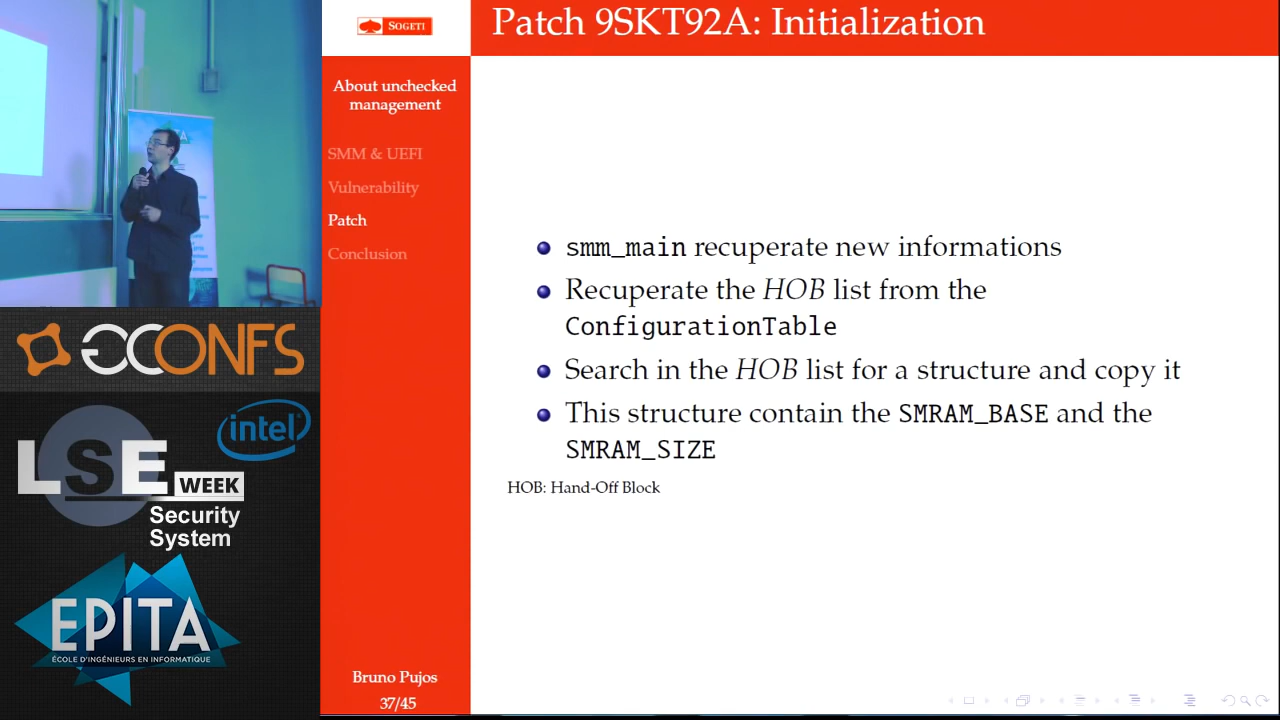 SOGETI
Patch 9SKT92A: Initialization
About unchecked
management
SMM & UEFI
Vulnerability
Patch
Conclusion
smm_main recuperate new informations
Recuperate the HOB list from the
ConfigurationTable
Search in the HOB list for a structure and copy it
This structure contain the SMRAM_BASE and the
SMRAM_SIZE
HOB: Hand-Off Block
Bruno Pujos
37/45
GCONFS
LSE
WEEK
Security
System
intel
EPITA
ÉCOLE D'INGÉNIEURS EN INFORMATIQUE